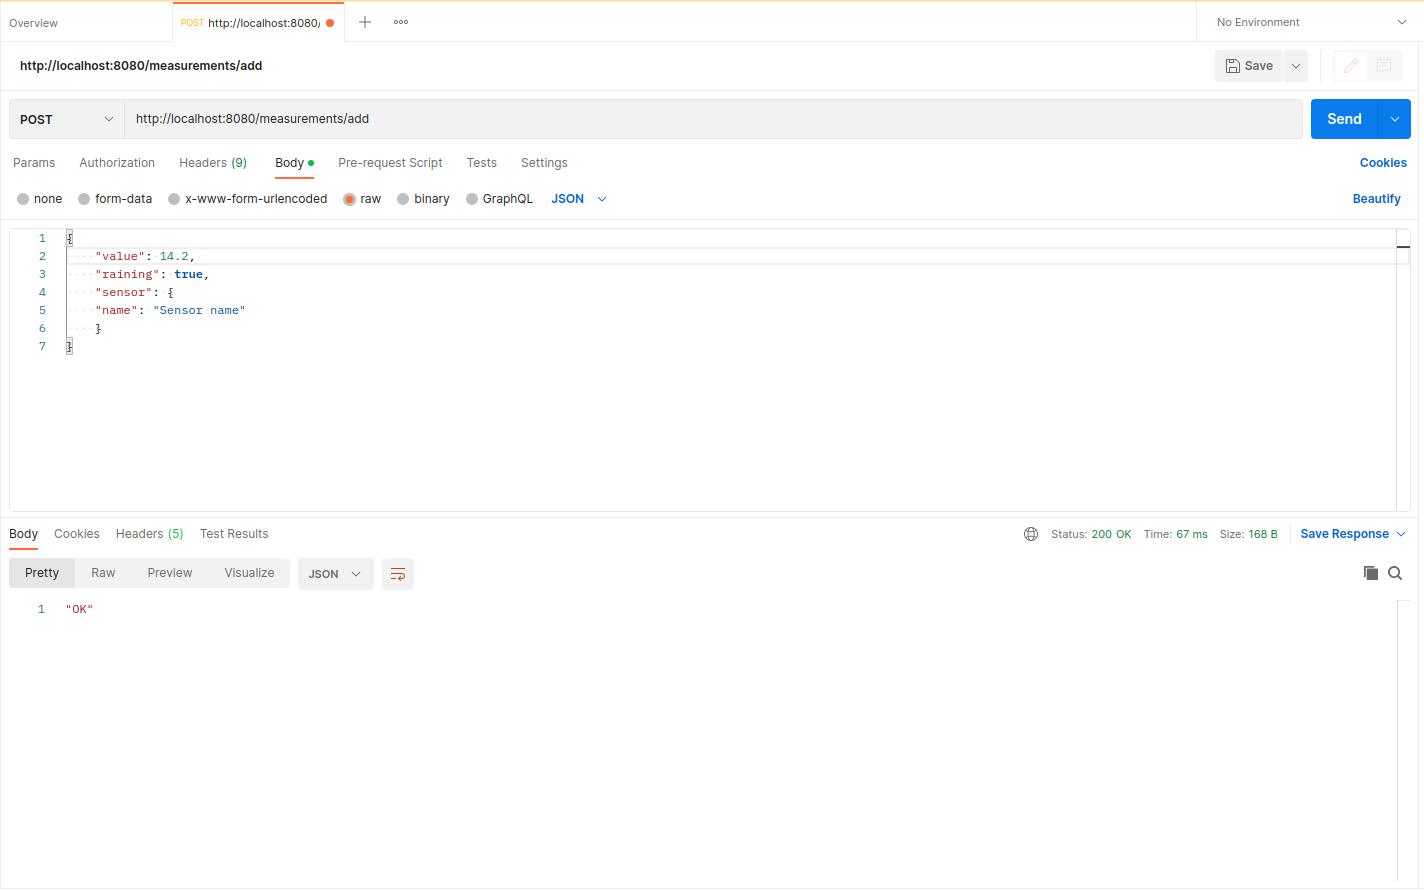 Overview
POST http://localhost:8080/
No Environment
http://localhost:8080/measurements/add
Save
POST
http://localhost:8080/measurements/add
Send
Params Authorization Headers (9) Body Pre-request Script Tests Settings Cookies
none form-data x-www-form-urlencoded raw binary GraphQL JSON Beautify
1 {
2 "value": 14.2,
3 "raining": true,
4 "sensor": {
5 "name": "Sensor name"
6 }
7 }
Body Cookies Headers (5) Test Results Status: 200 OK Time: 67 ms Size: 168 B Save Response
Pretty Raw Preview Visualize JSON
1 "OK"